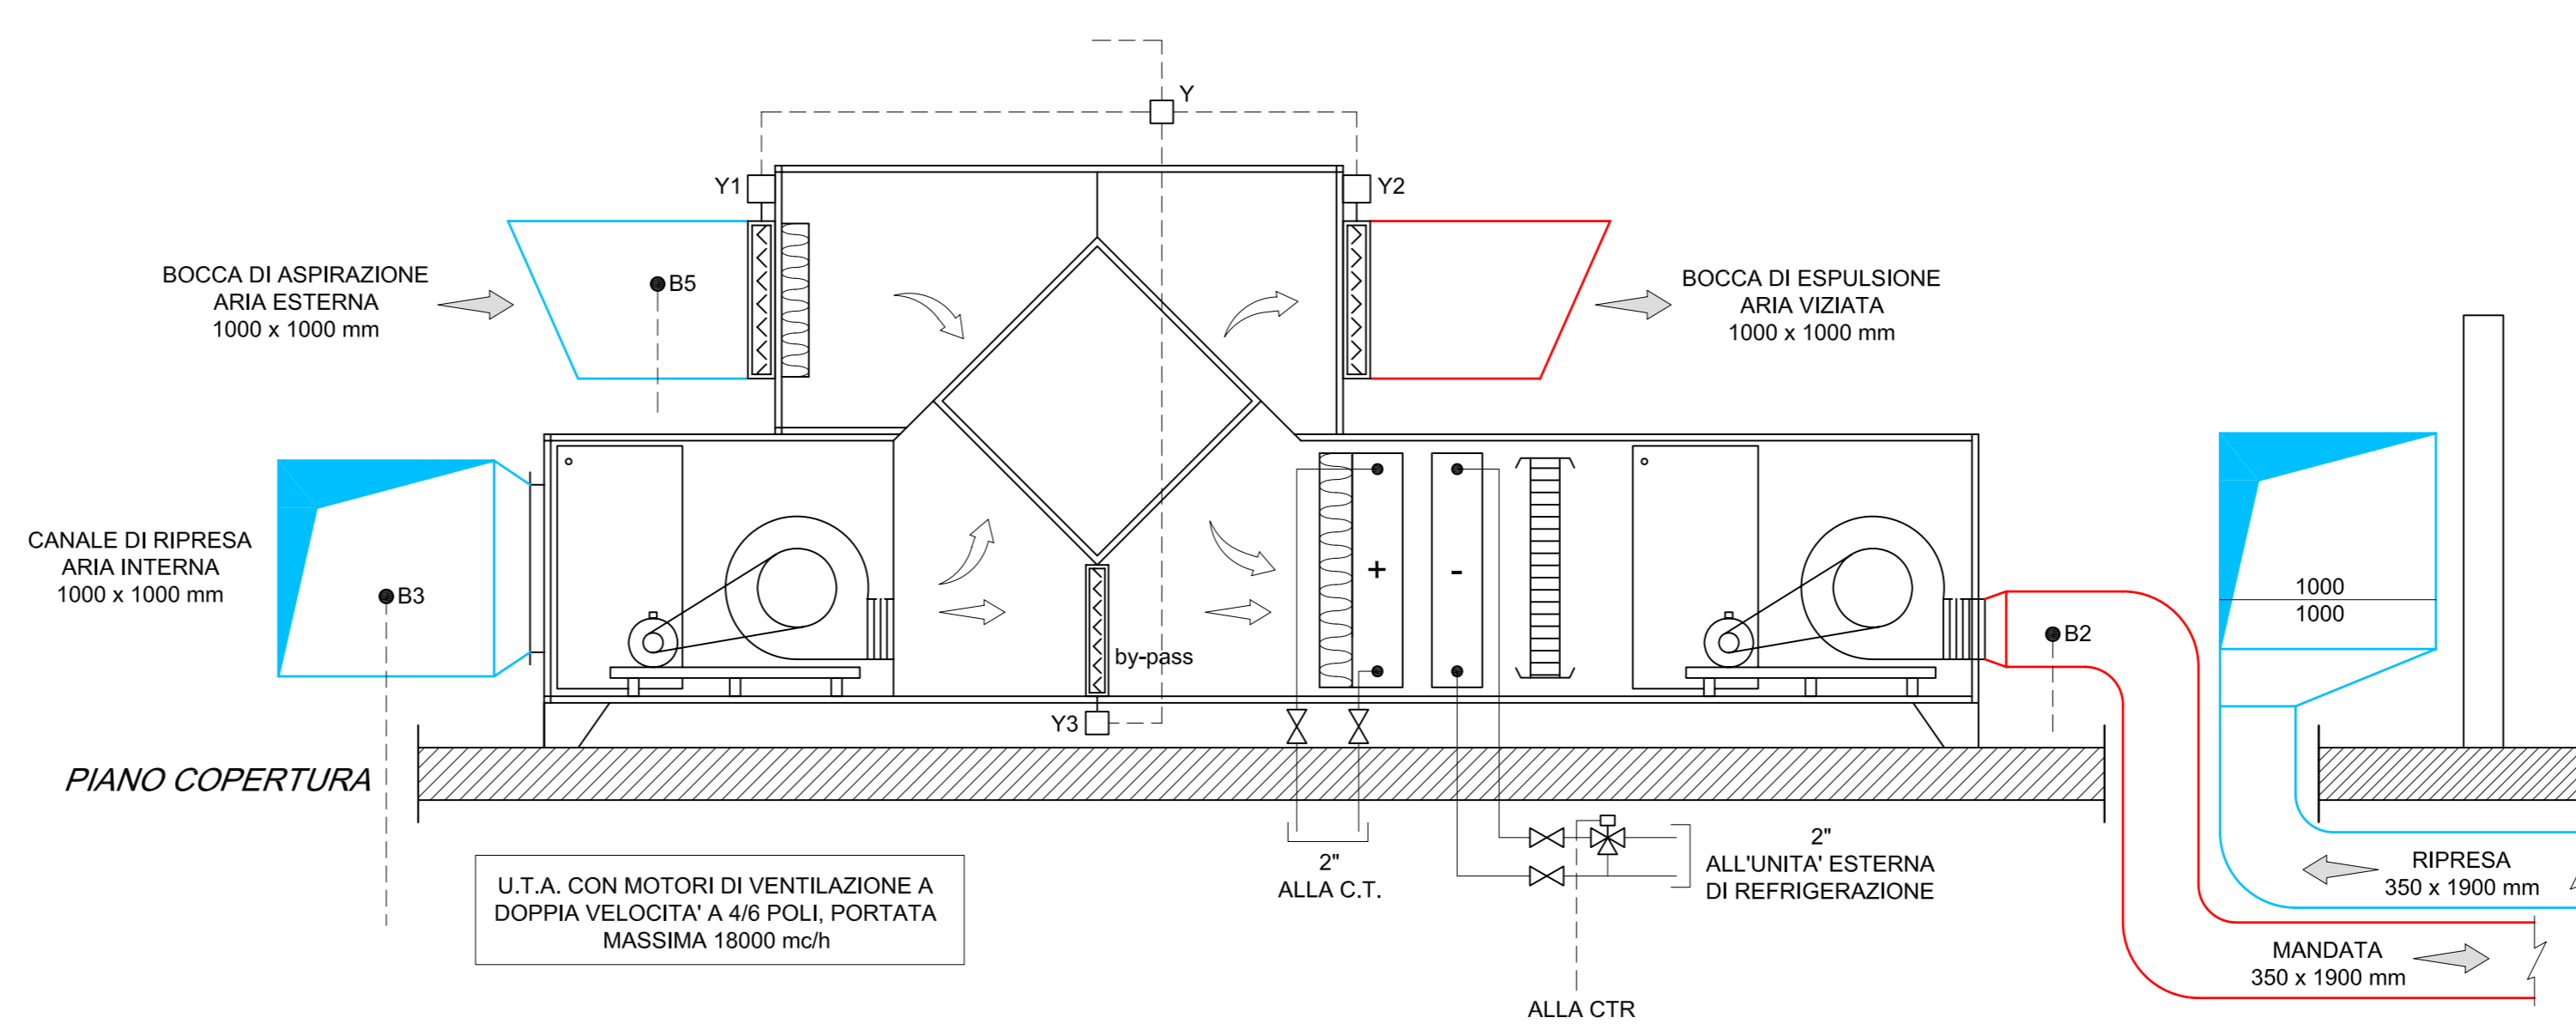 Y
Y1
Y2
BOCCA DI ASPIRAZIONE
ARIA ESTERNA
1000 x 1000 mm
B5
BOCCA DI ESPULSIONE
ARIA VIZIATA
1000 x 1000 mm
CANALE DI RIPRESA
ARIA INTERNA
1000 x 1000 mm
B3
+
-
by-pass
B2
1000
1000
Y3
PIANO COPERTURA
U.T.A. CON MOTORI DI VENTILAZIONE A
DOPPIA VELOCITA' A 4/6 POLI, PORTATA
MASSIMA 18000 mc/h
2"
ALLA C.T.
2"
ALL'UNITA' ESTERNA
DI REFRIGERAZIONE
ALLA CTR
RIPRESA
350 x 1900 mm
MANDATA
350 x 1900 mm